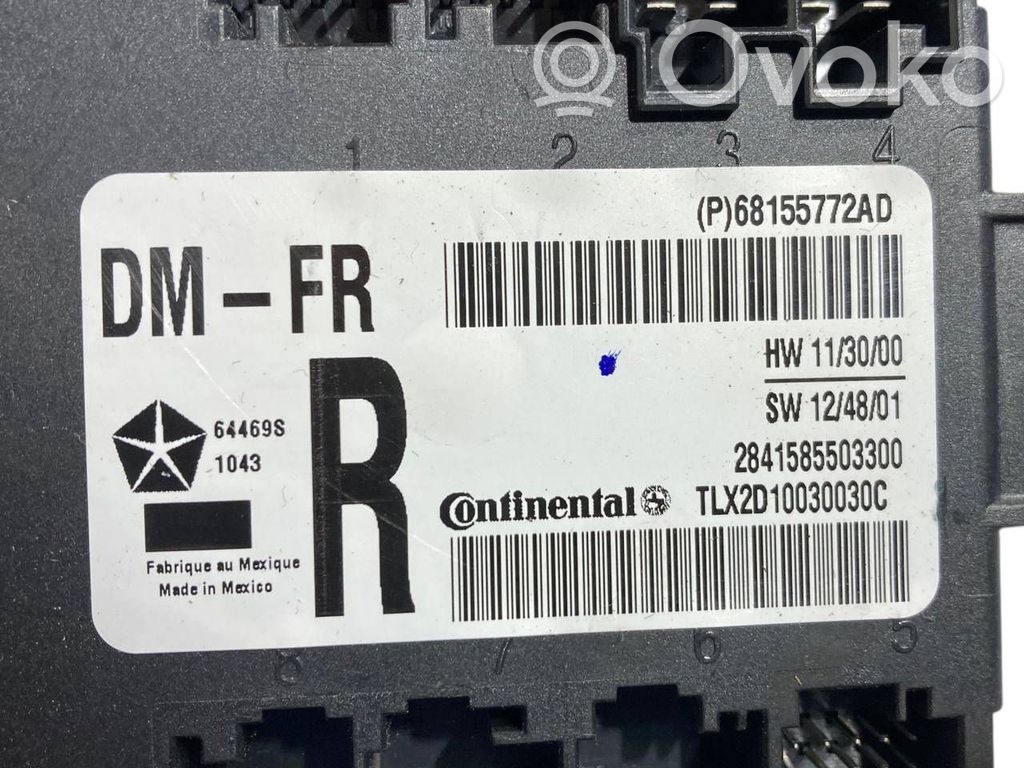 Ovoko
1 2 3 4
(P)68155772AD
DM-FR
HW 11/30/00
SW 12/48/01
R
64469S
1043
2841585503300
Continental TLX2D10030030C
Fabrique au Mexique
Made in Mexico
8 7 6 5